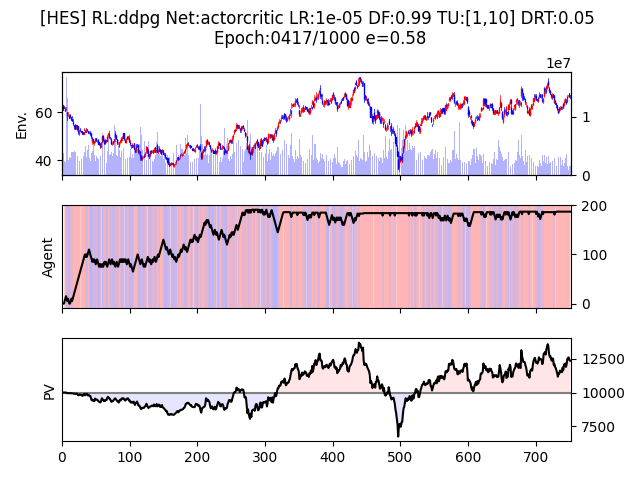 [HES] RL:ddpg Net:actorcritic LR:1e-05 DF:0.99 TU:[1,10] DRT:0.05
Epoch:0417/1000 e=0.58
1e7
Env.
60
40
1
0
Agent
200
100
0
PV
12500
10000
7500
0 100 200 300 400 500 600 700